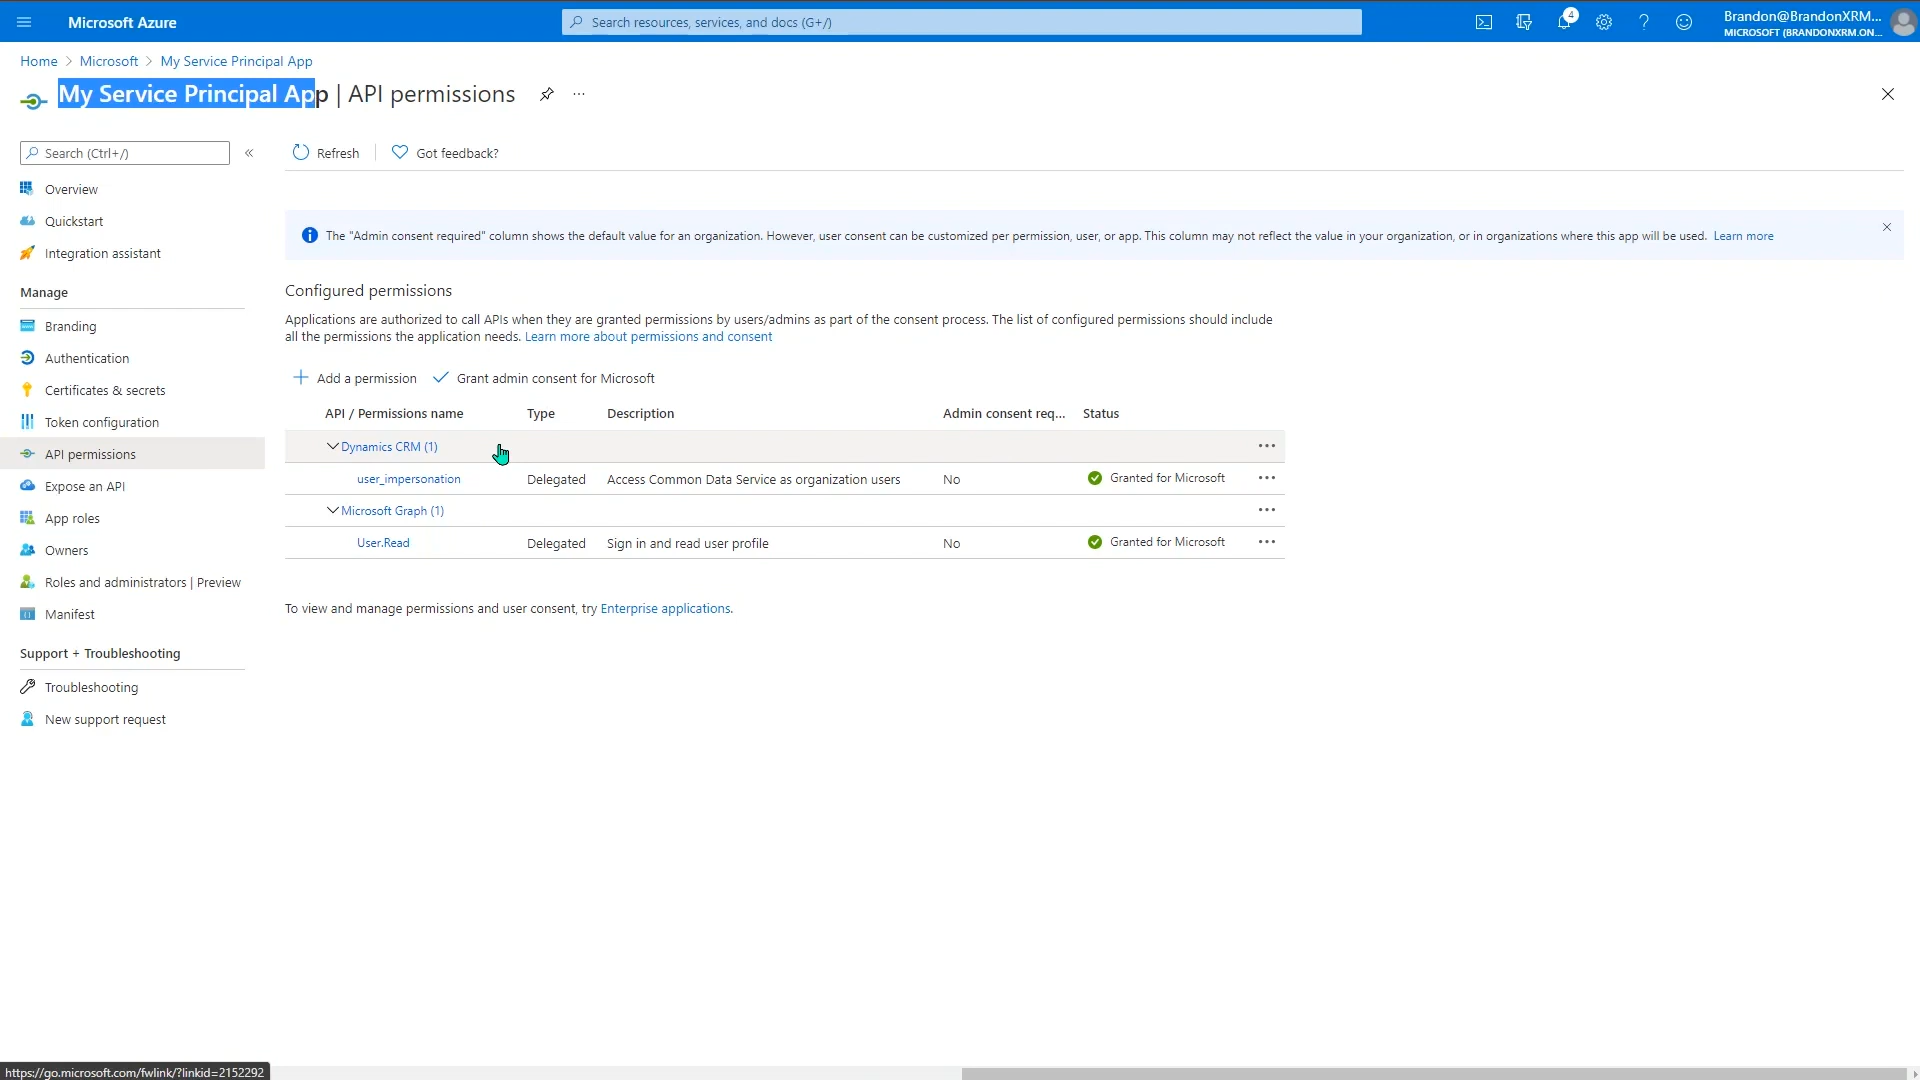 Microsoft Azure
Search resources, services, and docs (G+/)
4
Brandon@BrandonXRM...
MICROSOFT (BRANDONXRM.ON...
Home > Microsoft > My Service Principal App
My Service Principal App | API permissions
Search (Ctrl+/)
Refresh
Got feedback?
Overview
Quickstart
Integration assistant
Manage
Branding
Authentication
Certificates & secrets
Token configuration
API permissions
Expose an API
App roles
Owners
Roles and administrators | Preview
Manifest
Support + Troubleshooting
Troubleshooting
New support request
The "Admin consent required" column shows the default value for an organization. However, user consent can be customized per permission, user, or app. This column may not reflect the value in your organization, or in organizations where this app will be used. Learn more
Configured permissions
Applications are authorized to call APIs when they are granted permissions by users/admins as part of the consent process. The list of configured permissions should include
all the permissions the application needs. Learn more about permissions and consent
Add a permission
Grant admin consent for Microsoft
API / Permissions name Type Description Admin consent req... Status
Dynamics CRM (1)
user_impersonation Delegated Access Common Data Service as organization users No Granted for Microsoft
Microsoft Graph (1)
User.Read Delegated Sign in and read user profile No Granted for Microsoft
To view and manage permissions and user consent, try Enterprise applications.
https://go.microsoft.com/fwlink/?linkid=2152292